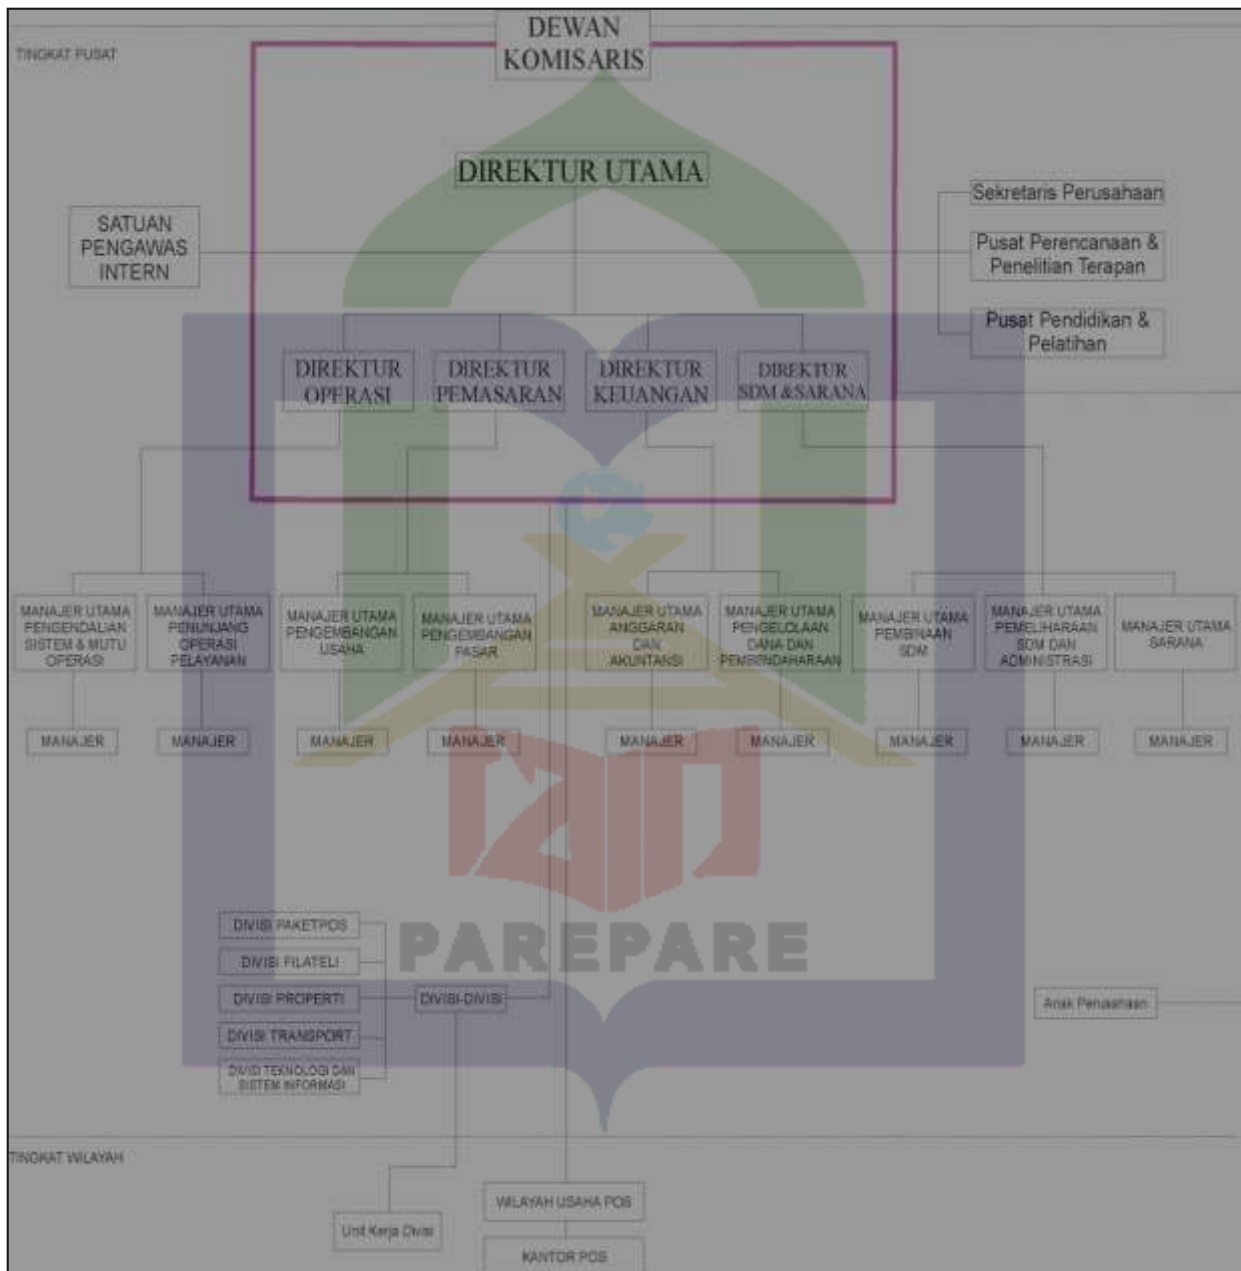 DEWAN
KOMISARIS
TINGKAT PUSAT
DIREKTUR UTAMA
SATUAN
PENGAWAS
INTERN
Sekretaris Perusahaan
Pusat Perencanaan &
Penelitian Terapan
Pusat Pendidikan &
Pelatihan
DIREKTUR
OPERASI
DIREKTUR
PEMASARAN
DIREKTUR
KEUANGAN
DIREKTUR
SDM &SARANA
MANAJER UTAMA
PENGENDALIAN
SISTEM & MUTU
OPERASI
MANAJER UTAMA
PENUNJANG
OPERASI
PELAYANAN
MANAJER UTAMA
PENGEMBANGAN
USAHA
MANAJER UTAMA
PENGEMBANGAN
PASAR
MANAJER UTAMA
ANGGARAN
DAN
AKUNTANSI
MANAJER UTAMA
PENGELOLAAN
DANA DAN
PEMBENDAHARAAN
MANAJER UTAMA
PEMBINAAN
SDM
MANAJER UTAMA
PEMELIHARAAN
SDM DAN
ADMINISTRASI
MANAJER UTAMA
SARANA
MANAJER
MANAJER
MANAJER
MANAJER
MANAJER
MANAJER
MANAJER
MANAJER
MANAJER
DIVISI PAKETPOS
DIVISI FILATELI
DIVISI PROPERTI
DIVISI TRANSPORT
DIVISI TEKNOLOGI DAN
SISTEM INFORMASI
DIVISI-DIVISI
PAREPARE
Anak Perusahaan
TINGKAT WILAYAH
Unit Kerja Divisi
WILAYAH USAHA POS
KANTOR POS